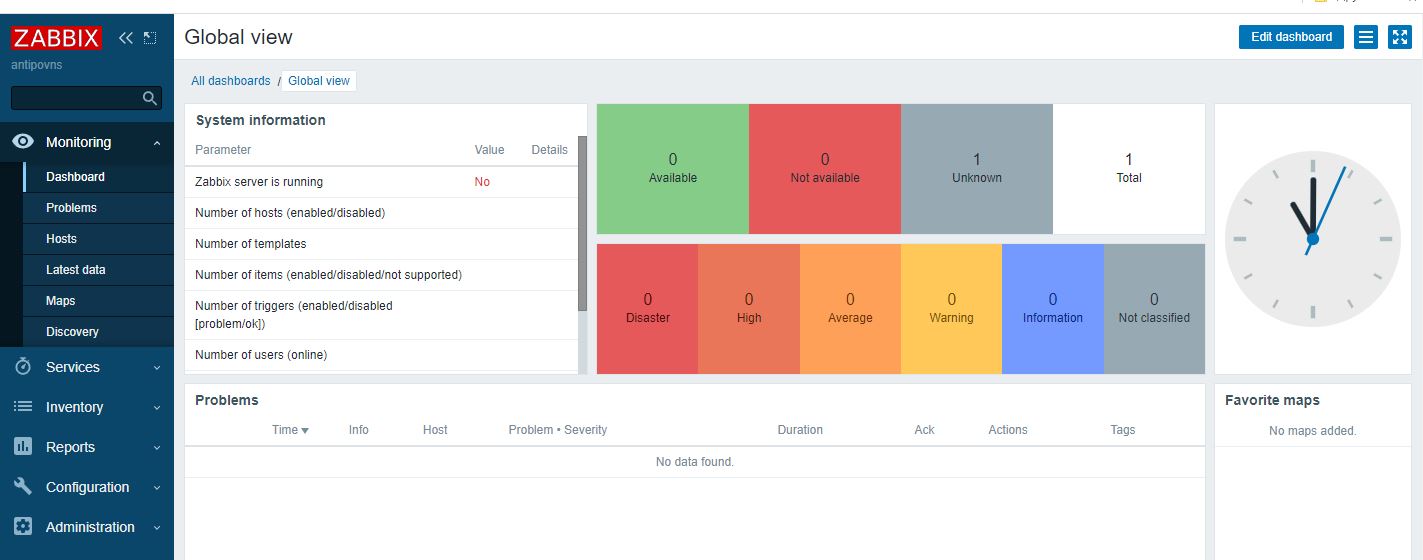 ZABBIX
antipovns
Monitoring
Dashboard
Problems
Hosts
Latest data
Maps
Discovery
Services
Inventory
Reports
Configuration
Administration
Global view
Edit dashboard
All dashboards / Global view
System information
Parameter Value Details
Zabbix server is running No
Number of hosts (enabled/disabled)
Number of templates
Number of items (enabled/disabled/not supported)
Number of triggers (enabled/disabled
[problem/ok])
Number of users (online)
0 0 1 1
Available Not available Unknown Total
0 0 0 0 0 0
Disaster High Average Warning Information Not classified
Problems
Time Info Host Problem • Severity Duration Ack Actions Tags
No data found.
Favorite maps
No maps added.